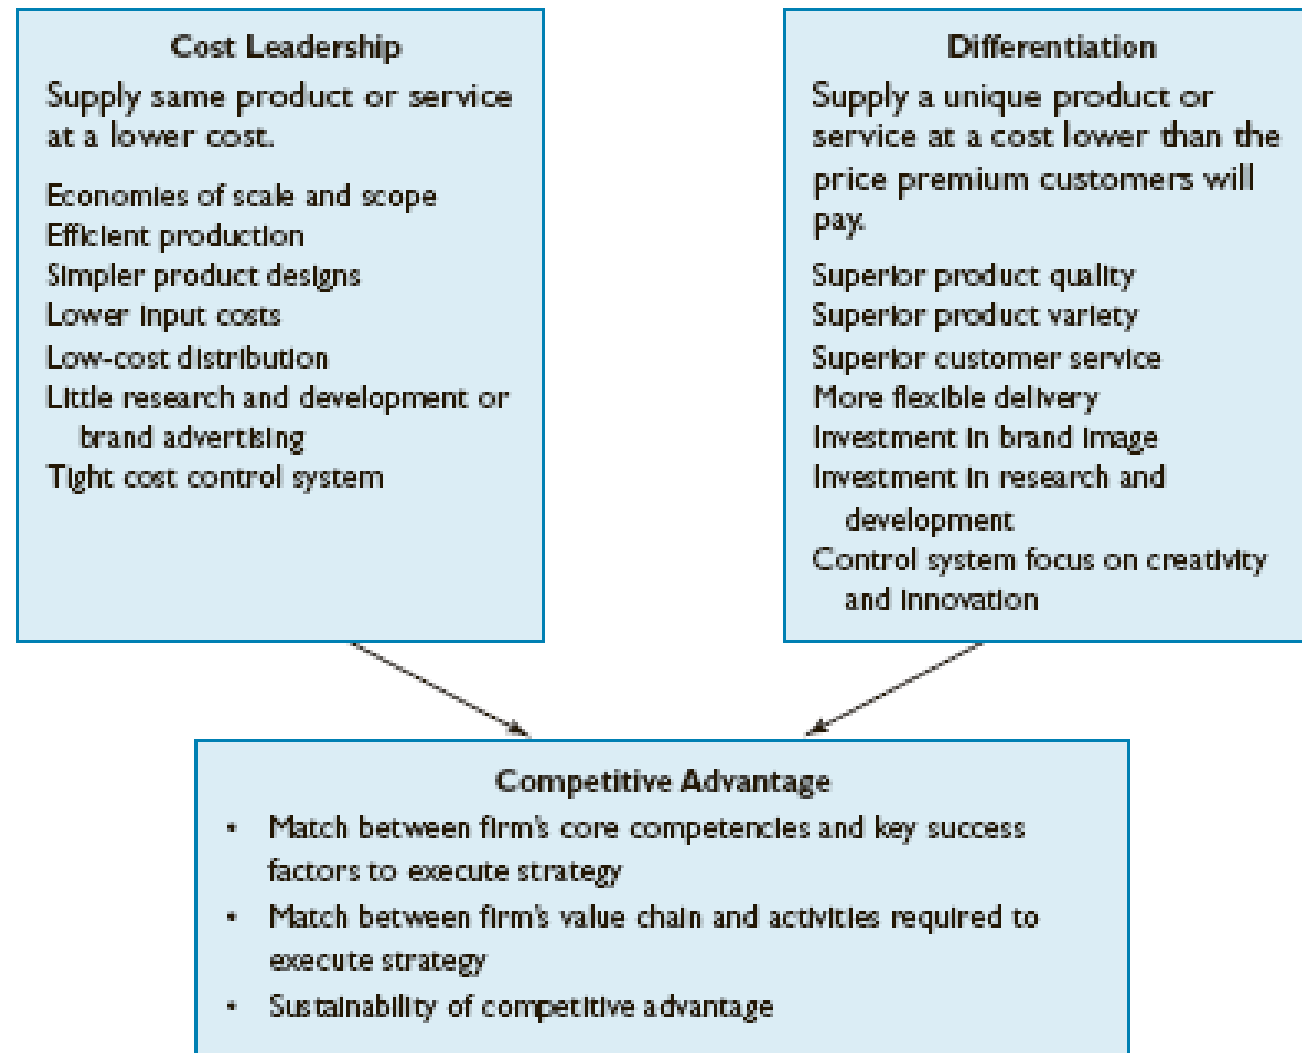 Cost Leadership
Supply same product or service
at a lower cost.
Economies of scale and scope
Efficient production
Simpler product designs
Lower input costs
Low-cost distribution
Little research and development or
brand advertising
Tight cost control system
Differentiation
Supply a unique product or
service at a cost lower than the
price premium customers will
pay.
Superior product quality
Superior product variety
Superior customer service
More flexible delivery
Investment in brand image
Investment in research and
development
Control system focus on creativity
and innovation
Competitive Advantage
• Match between firm's core competencies and key success
factors to execute strategy
• Match between firm's value chain and activities required to
execute strategy
• Sustainability of competitive advantage